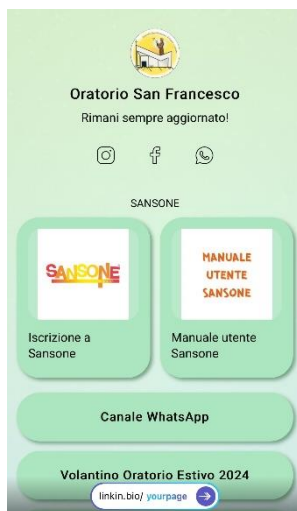 Oratorio San Francesco
Rimani sempre aggiornato!
SANSONE
SANSONE
MANUALE
UTENTE
SANSONE
Iscrizione a
Sansone
Manuale utente
Sansone
Canale WhatsApp
Volantino Oratorio Estivo 2024
linkin.bio/ yourpage